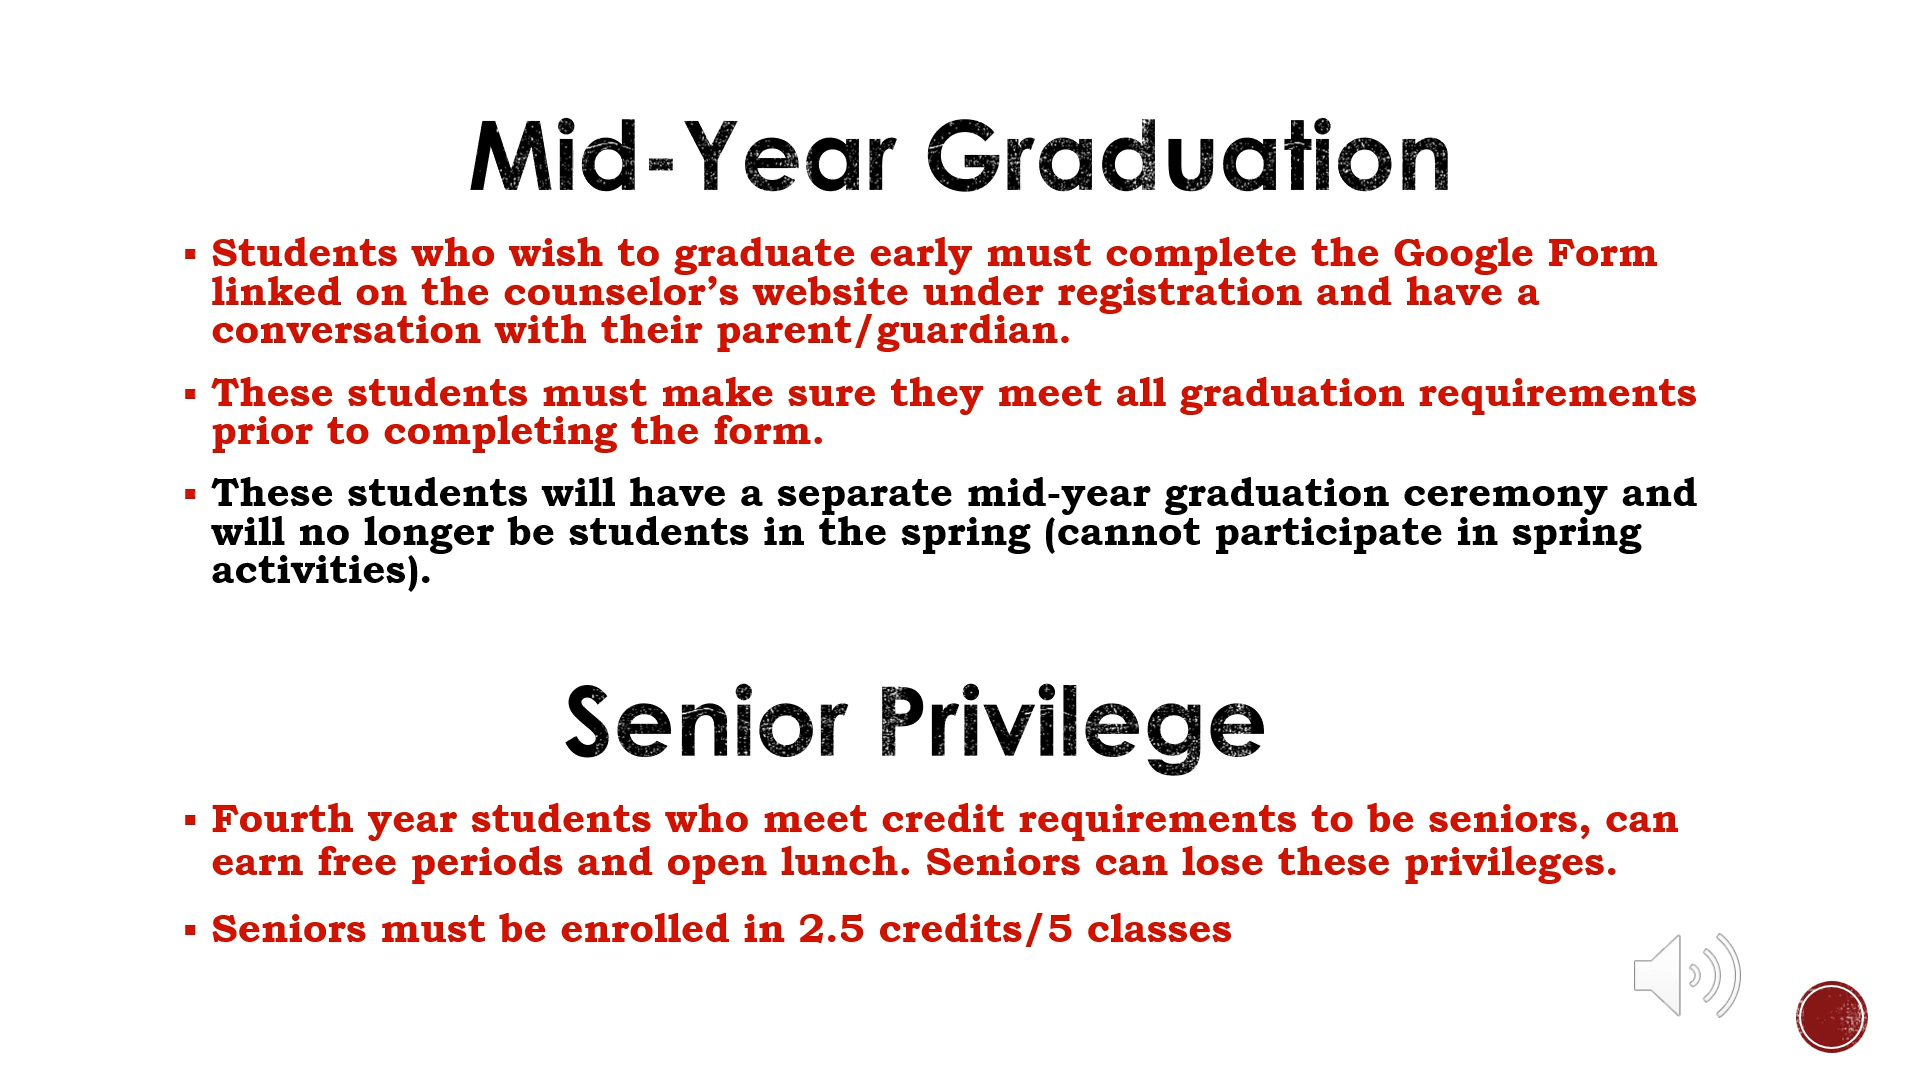 Mid-Year Graduation
▪ Students who wish to graduate early must complete the Google Form
linked on the counselor’s website under registration and have a
conversation with their parent/guardian.
▪ These students must make sure they meet all graduation requirements
prior to completing the form.
▪ These students will have a separate mid-year graduation ceremony and
will no longer be students in the spring (cannot participate in spring
activities).
Senior Privilege
▪ Fourth year students who meet credit requirements to be seniors, can
earn free periods and open lunch. Seniors can lose these privileges.
▪ Seniors must be enrolled in 2.5 credits/5 classes